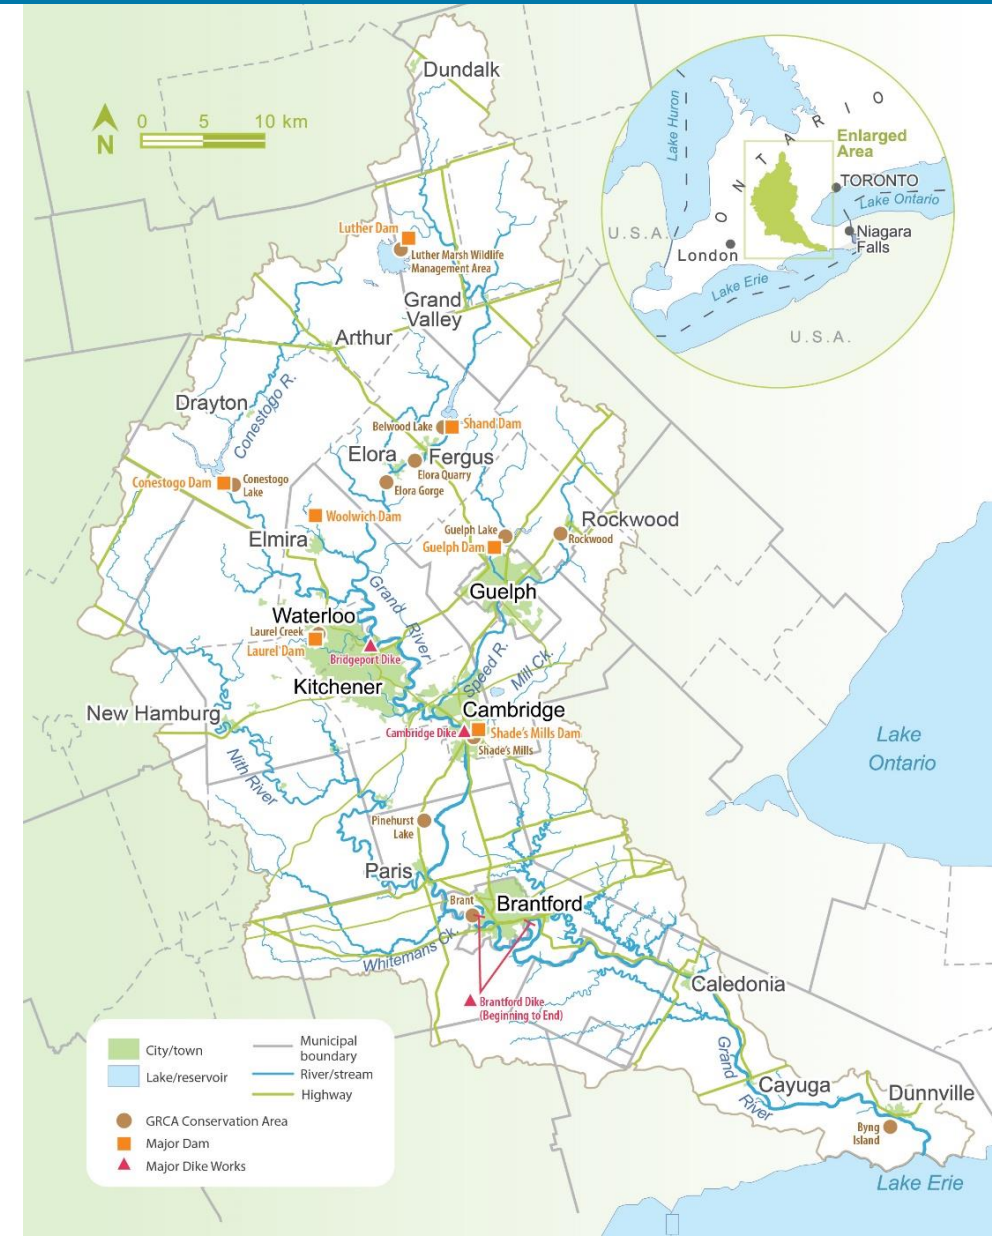 Dundalk
0 5 10 km
N
Lake Huron
ONTARIO
Enlarged
Area
TORONTO
Lake Ontario
Niagara
Falls
U.S.A.
London
Lake Erie
U.S.A.
Luther Dam
Luther Marsh Wildlife
Management Area
Grand
Valley
Arthur
Drayton
Conestogo R.
Belwood Lake
Shand Dam
Elora
Fergus
Elora Quarry
Elora Gorge
Conestogo Dam
Conestogo
Lake
Woolwich Dam
Elmira
Guelph Lake
Guelph Dam
Rockwood
Rockwood
Guelph
Grand River
Waterloo
Laurel Creek
Laurel Dam
Bridgeport Dike
Kitchener
Speed R.
Mill Ck.
New Hamburg
Cambridge
Cambridge Dike
Shade's Mills Dam
Shade's Mills
Nith River
Lake
Ontario
Pinehurst
Lake
Paris
Brant
Brantford
Whitemans Ck.
Brantford Dike
(Beginning to End)
Caledonia
Grand
River
Cayuga
Dunnville
Byng
Island
Lake Erie
City/town
Lake/reservoir
Municipal
boundary
River/stream
Highway
GRCA Conservation Area
Major Dam
Major Dike Works